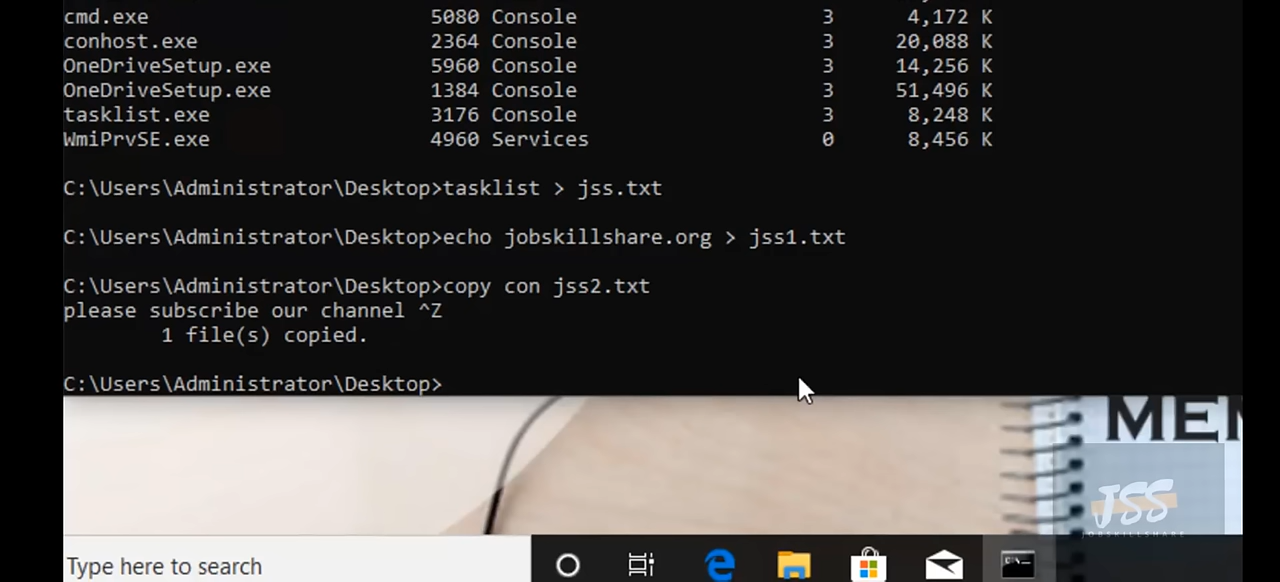 cmd.exe 5080 Console 3 4,172 K
conhost.exe 2364 Console 3 20,088 K
OneDriveSetup.exe 5960 Console 3 14,256 K
OneDriveSetup.exe 1384 Console 3 51,496 K
tasklist.exe 3176 Console 3 8,248 K
WmiPrvSE.exe 4960 Services 0 8,456 K
C:\Users\Administrator\Desktop>tasklist > jss.txt
C:\Users\Administrator\Desktop>echo jobskillshare.org > jss1.txt
C:\Users\Administrator\Desktop>copy con jss2.txt
please subscribe our channel ^Z
1 file(s) copied.
C:\Users\Administrator\Desktop>
JSS
JOBSKILLSHARE
Type here to search